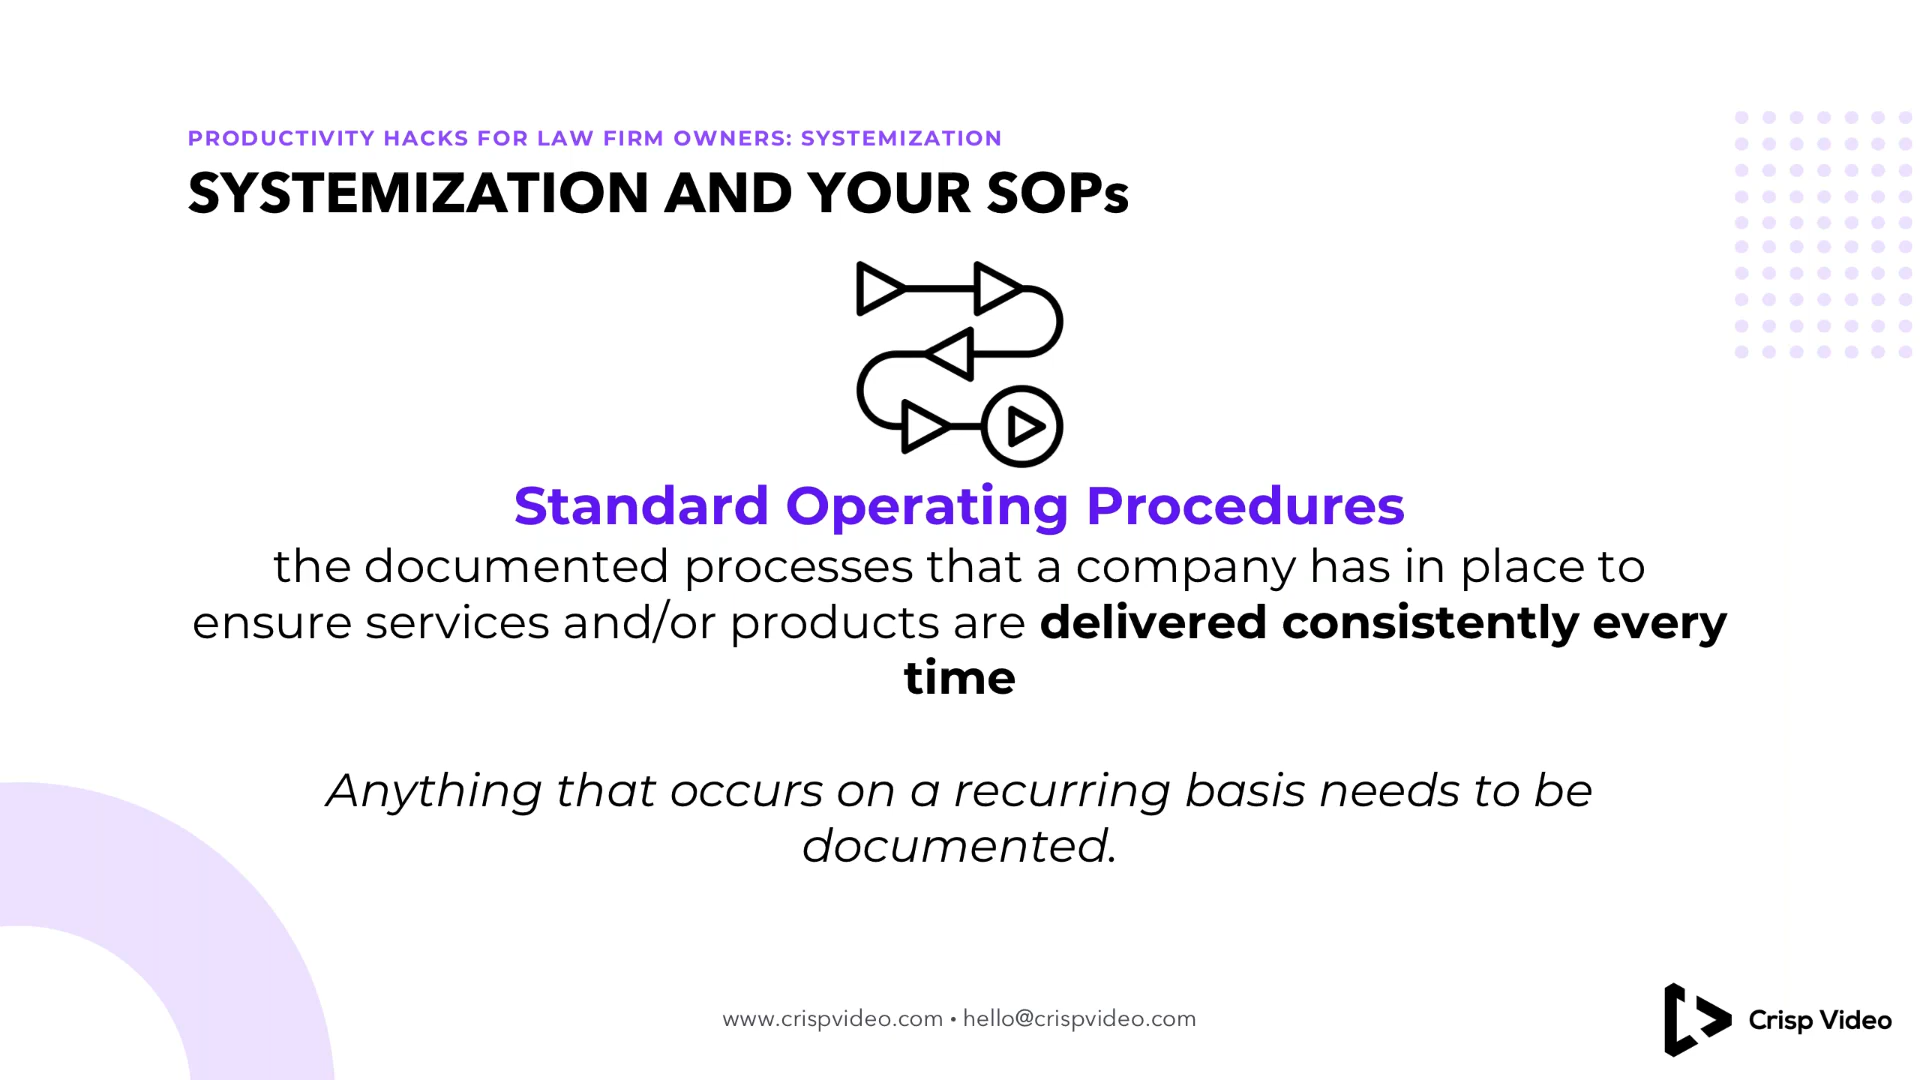 PRODUCTIVITY HACKS FOR LAW FIRM OWNERS: SYSTEMIZATION
SYSTEMIZATION AND YOUR SOPs
Standard Operating Procedures
the documented processes that a company has in place to
ensure services and/or products are delivered consistently every
time
Anything that occurs on a recurring basis needs to be
documented.
www.crispvideo.com • hello@crispvideo.com
Crisp Video